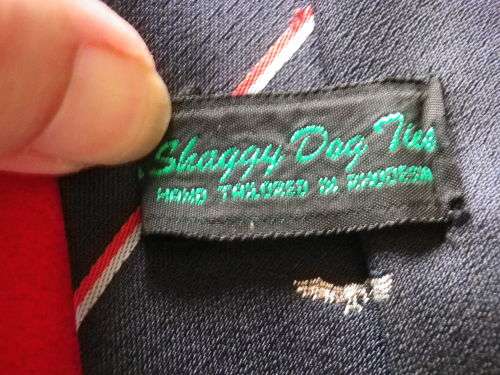 Shaggy Dog Ties
HAND TAILORED IN RHODESIA